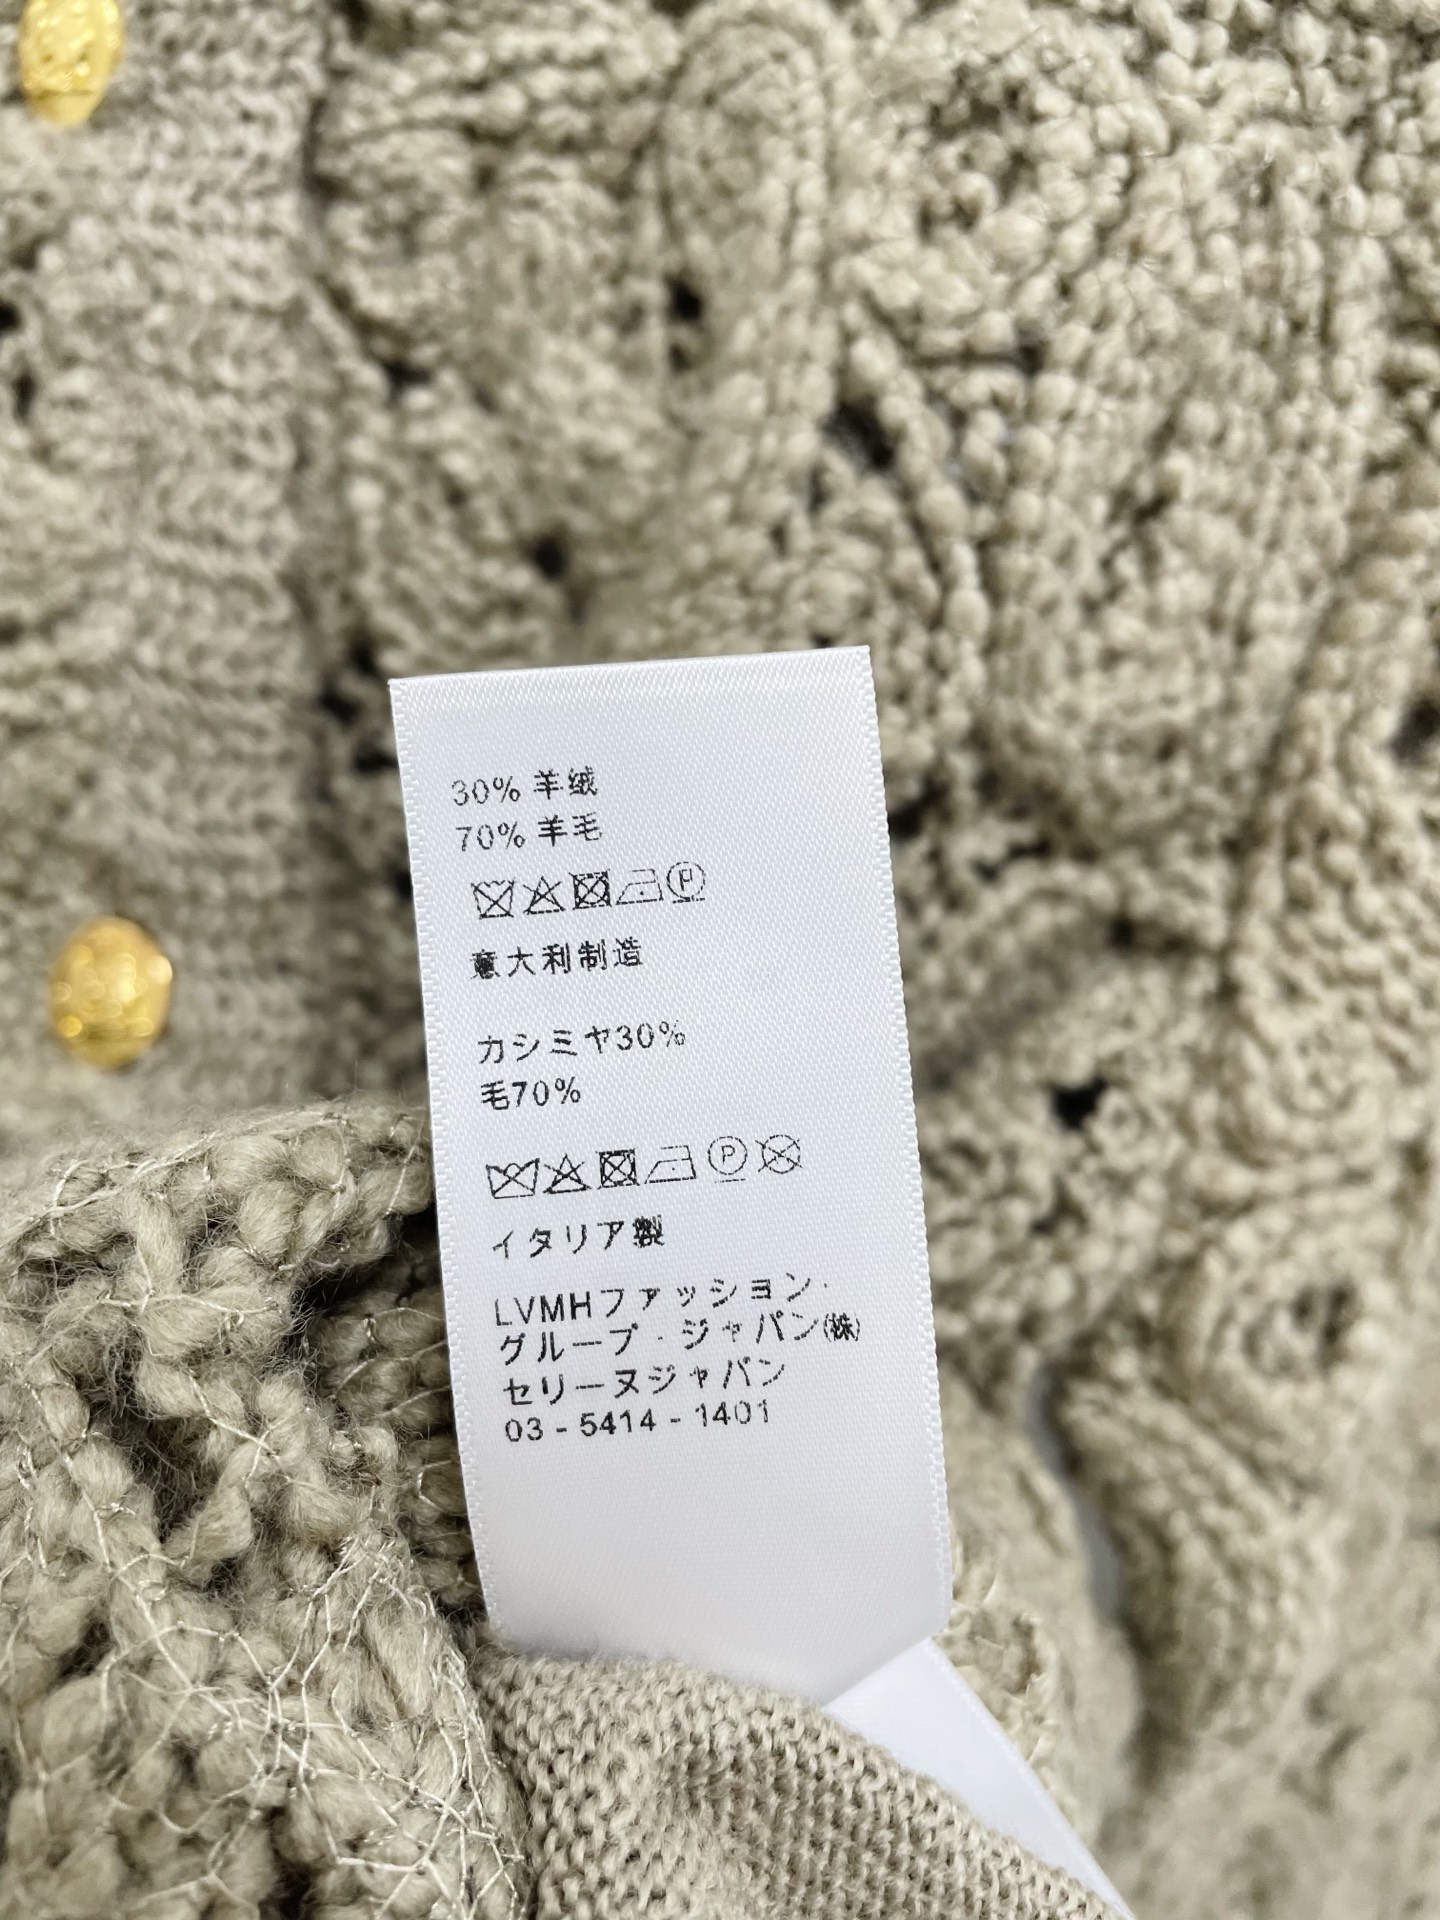 30% 羊绒
70% 羊毛
P
意大利制造
カシミヤ30%
毛70%
P
イタリア製
LVMHファッション・
グループ・ジャパン㈱
セリーヌジャパン
03 - 5414 - 1401